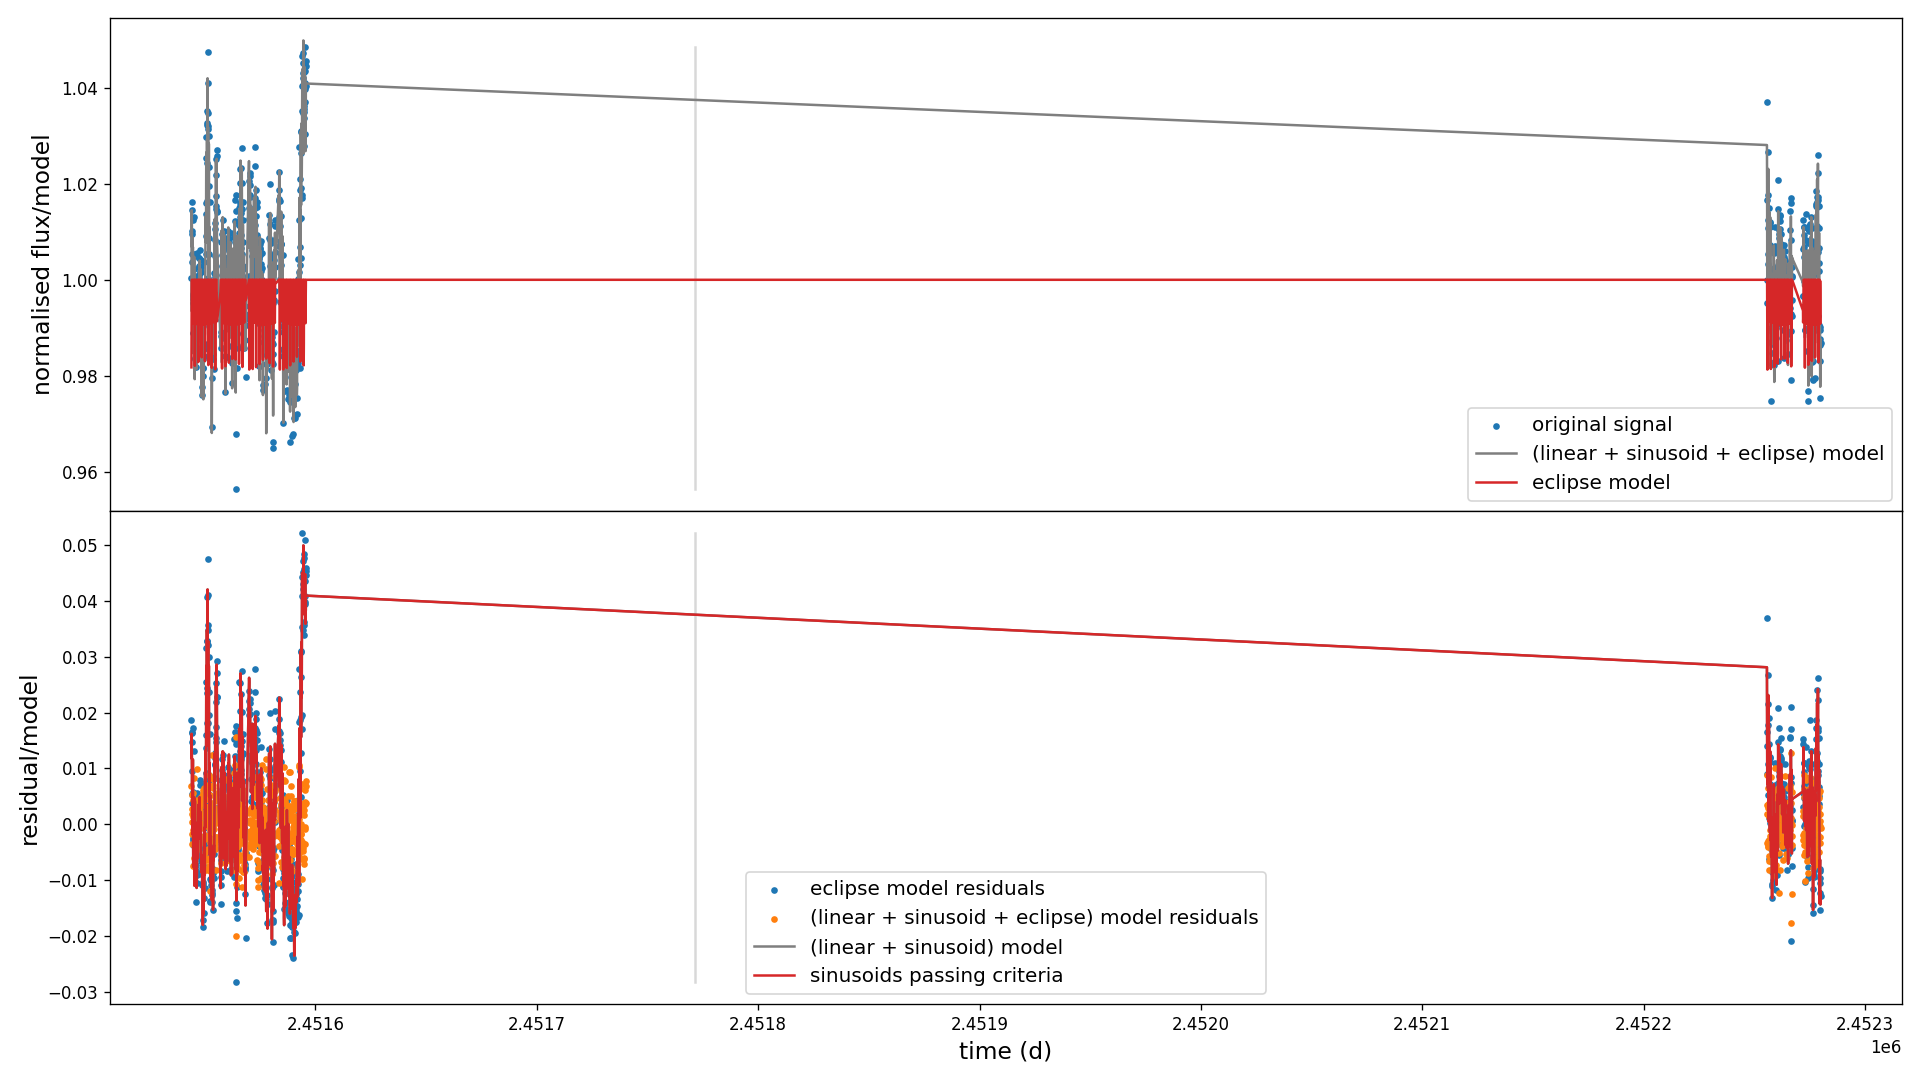 normalised flux/model
1.04
1.02
1.00
0.98
0.96
original signal
(linear + sinusoid + eclipse) model
eclipse model
residual/model
0.05
0.04
0.03
0.02
0.01
0.00
−0.01
−0.02
−0.03
eclipse model residuals
(linear + sinusoid + eclipse) model residuals
(linear + sinusoid) model
sinusoids passing criteria
2.4516 2.4517 2.4518 2.4519 2.4520 2.4521 2.4522 2.4523
1e6
time (d)